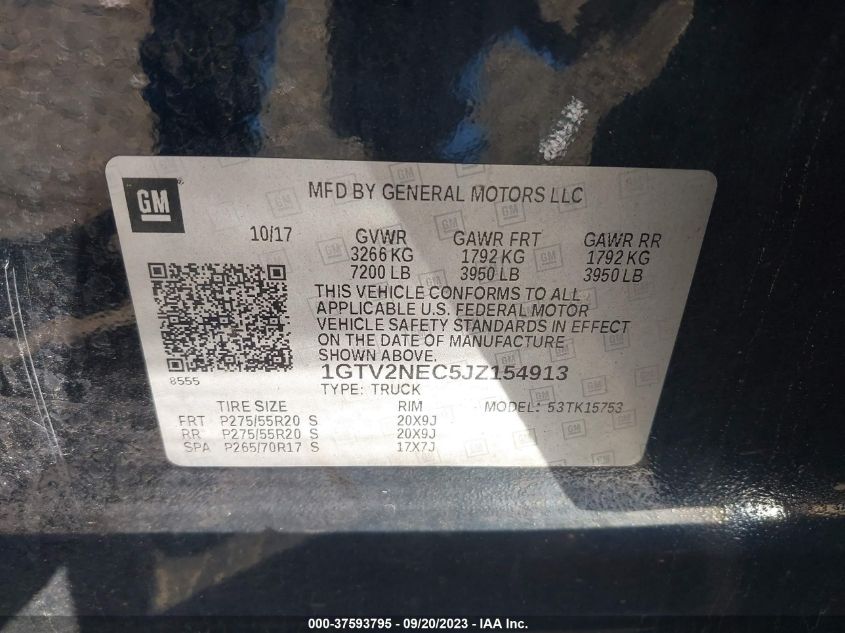 GM
MFD BY GENERAL MOTORS LLC
10/17 GVWR GAWR FRT GAWR RR
3266 KG 1792 KG 1792 KG
7200 LB 3950 LB 3950 LB
THIS VEHICLE CONFORMS TO ALL
APPLICABLE U.S. FEDERAL MOTOR
VEHICLE SAFETY STANDARDS IN EFFECT
ON THE DATE OF MANUFACTURE
SHOWN ABOVE.
8555
1GTV2NEC5JZ154913
TYPE: TRUCK
TIRE SIZE RIM MODEL: 53TK15753
FRT P275/55R20 S 20X9J
RR P275/55R20 S 20X9J
SPA P265/70R17 S 17X7J
000-37593795 - 09/20/2023 - IAA Inc.